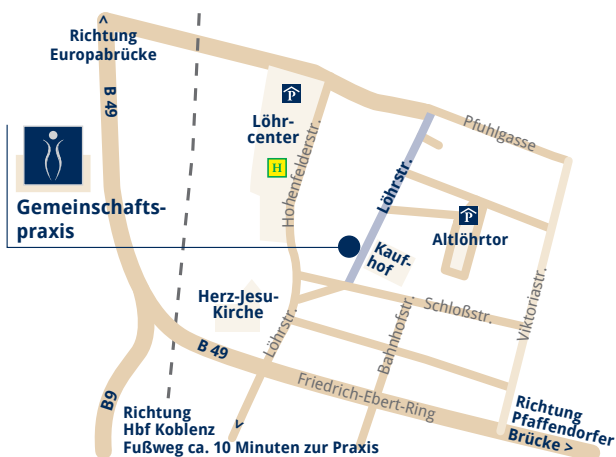 <
Richtung
Europabrücke
B 49
P
Löhr-
center
H
Hohenfelderstr.
Pfuhlgasse
Löhrstr.
Gemeinschafts-
praxis
P
Altlöhrtor
Kauf-
hof
Viktoriastr.
Herz-Jesu-
Kirche
Schloßstr.
Löhrstr.
Bahnhofstr.
B 49
Friedrich-Ebert-Ring
B9
<
Richtung
Hbf Koblenz
Fußweg ca. 10 Minuten zur Praxis
Richtung
Pfaffendorfer
Brücke >